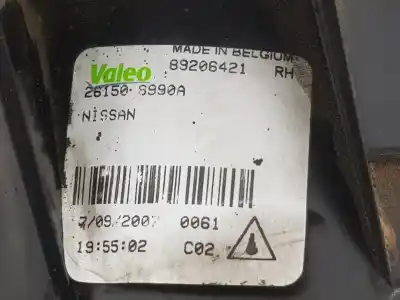 MADE IN BELGIUM
Valeo 89206421 RH
26150 8990A
NISSAN
7/09/2007 0061
19:55:02 C02